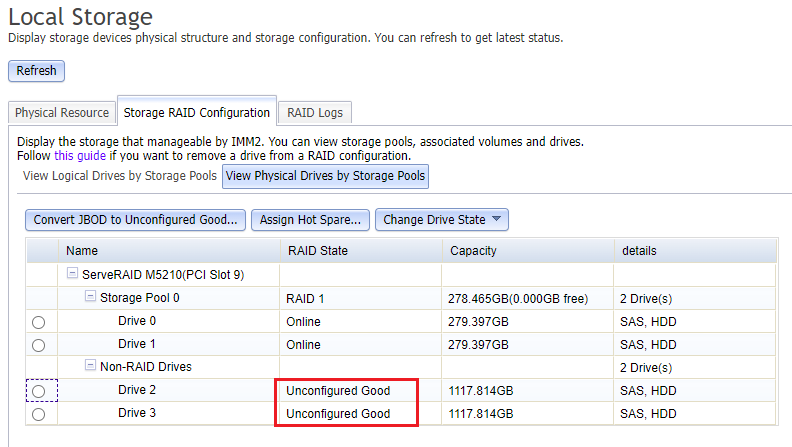 Local Storage
Display storage devices physical structure and storage configuration. You can refresh to get latest status.
Refresh
Physical Resource Storage RAID Configuration RAID Logs
Display the storage that manageable by IMM2. You can view storage pools, associated volumes and drives.
Follow this guide if you want to remove a drive from a RAID configuration.
View Logical Drives by Storage Pools View Physical Drives by Storage Pools
Convert JBOD to Unconfigured Good... Assign Hot Spare... Change Drive State
Name RAID State Capacity details
ServeRAID M5210(PCI Slot 9)
Storage Pool 0 RAID 1 278.465GB(0.000GB free) 2 Drive(s)
Drive 0 Online 279.397GB SAS, HDD
Drive 1 Online 279.397GB SAS, HDD
Non-RAID Drives 2 Drive(s)
Drive 2 Unconfigured Good 1117.814GB SAS, HDD
Drive 3 Unconfigured Good 1117.814GB SAS, HDD